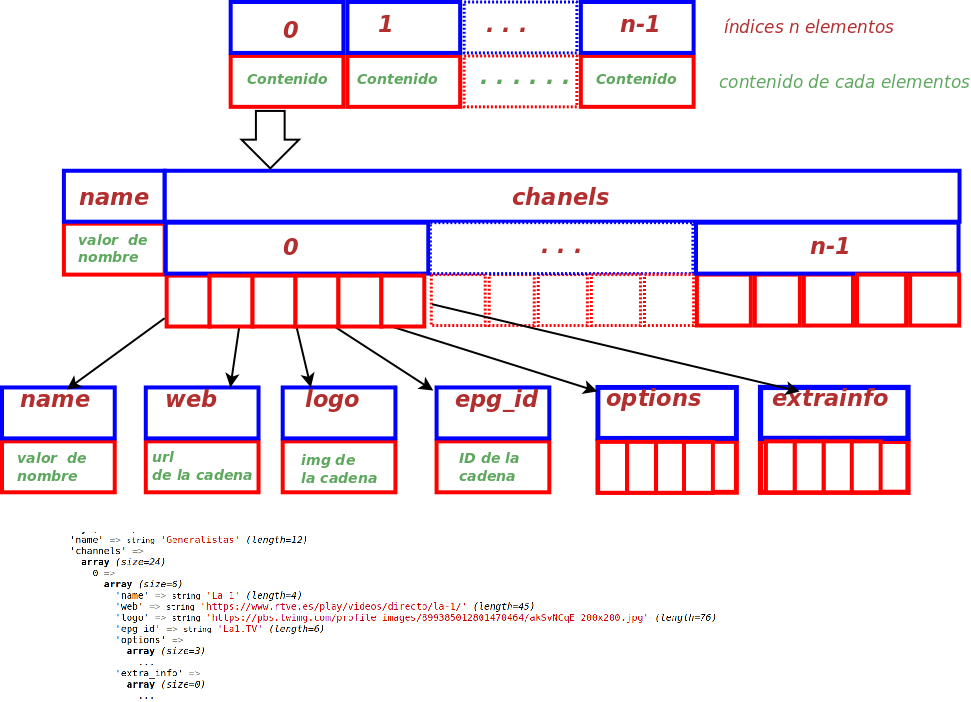 0 1 . . . n-1 índices n elementos
Contenido Contenido . . . . . . Contenido contenido de cada elementos
name chanels
valor de
nombre
0 . . . n-1
name web logo epg_id options extrainfo
valor de
nombre
url
de la cadena
img de
la cadena
ID de la
cadena
'name' => string 'Generalistas' (length=12)
'channels' =>
array (size=24)
0 =>
array (size=6)
'name' => string 'La 1' (length=4)
'web' => string 'https://www.rtve.es/play/videos/directo/la-1/' (length=45)
'logo' => string 'https://pbs.twimg.com/profile_images/899385012801470464/akSvNCqE_200x200.jpg' (length=76)
'epg_id' => string 'La1.TV' (length=6)
'options' =>
array (size=3)
...
'extra_info' =>
array (size=0)
...